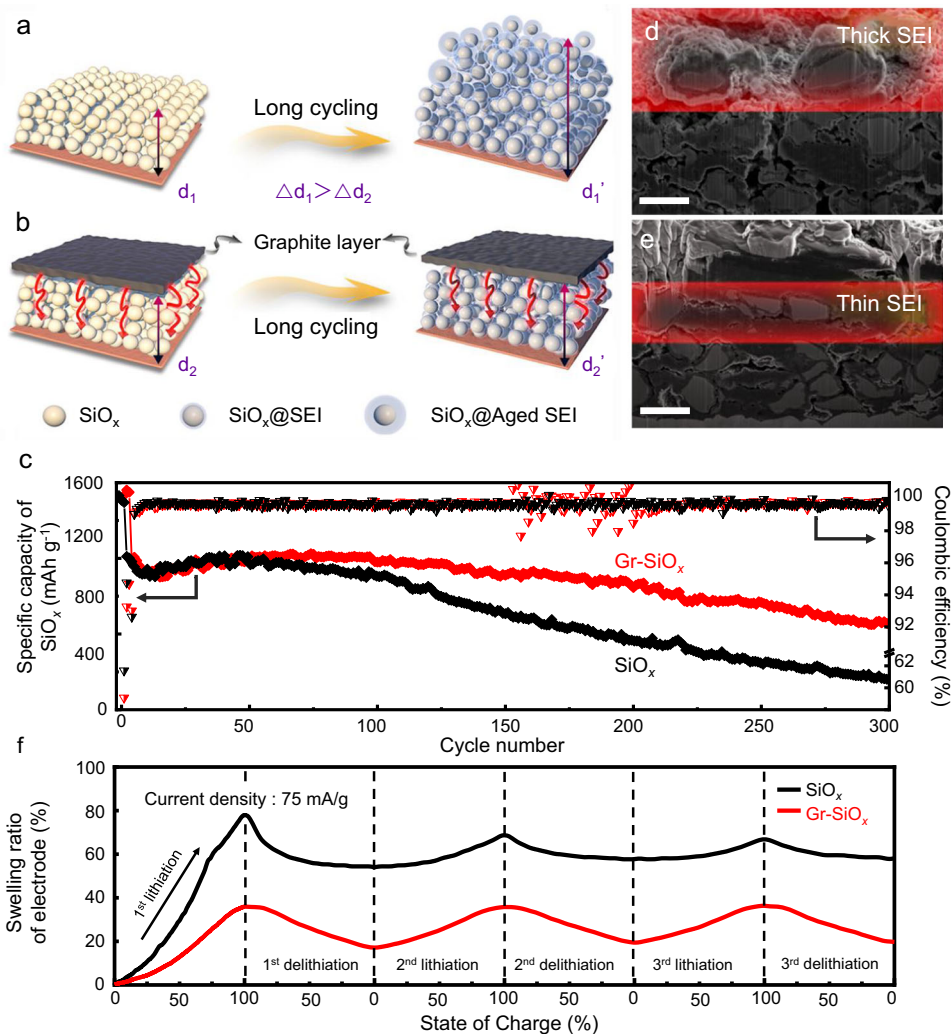 a
Long cycling
d₁
△d₁＞△d₂
d₁’
b
Graphite layer
Long cycling
d₂
d₂’
SiOₓ
SiOₓ@SEI
SiOₓ@Aged SEI
d
Thick SEI
e
Thin SEI
c
Specific capacity of
SiOₓ (mAh g⁻¹)
1600
1200
800
400
0
Gr-SiOₓ
SiOₓ
100
99
96
94
92
62
60
Coulombic efficiency
(%)
0
50
100
150
200
250
300
Cycle number
f
Swelling ratio
of electrode (%)
100
80
60
40
20
0
Current density : 75 mA/g
1ˢᵗ lithiation
SiOₓ
Gr-SiOₓ
1ˢᵗ delithiation
2ⁿᵈ lithiation
2ⁿᵈ delithiation
3ʳᵈ lithiation
3ʳᵈ delithiation
0
50
100
50
0
50
100
50
0
50
100
50
0
State of Charge (%)